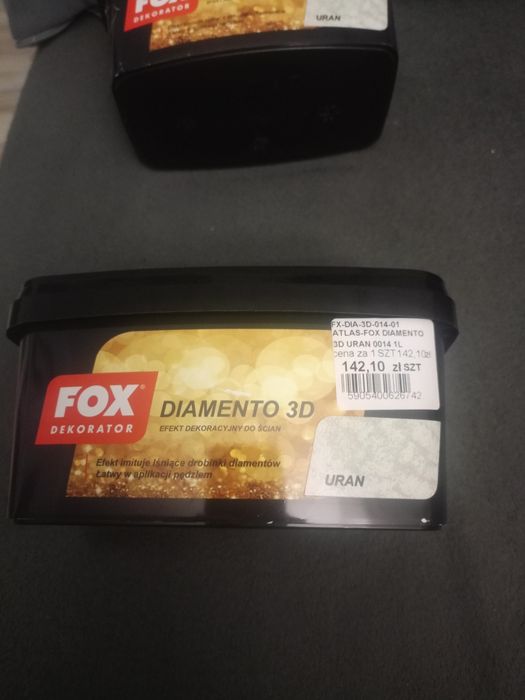 FOX
DEKORATOR
URAN
FX-DIA-3D-014-01
ATLAS-FOX DIAMENTO
3D URAN 0014 1L
cena za 1 SZT 142,10zł
142,10 zł SZT
5905400626742
FOX®
DEKORATOR
DIAMENTO 3D
EFEKT DEKORACYJNY DO ŚCIAN
Efekt imituje lśniące drobinki diamentów
Łatwy w aplikacji pędzlem
URAN